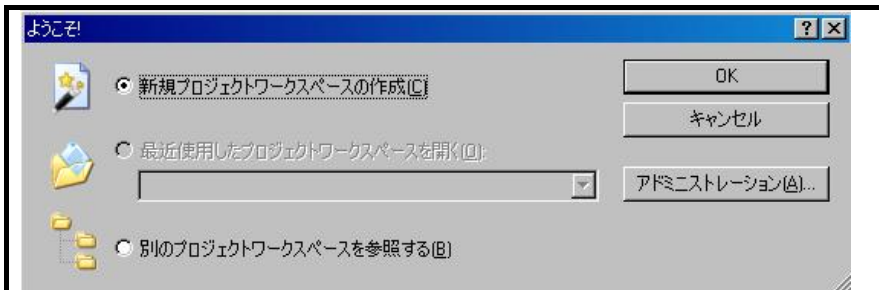 ようこそ!
新規プロジェクトワークスペースの作成(C)
OK
キャンセル
最近使用したプロジェクトワークスペースを開く(O):
アドミニストレーション(A)...
別のプロジェクトワークスペースを参照する(B)